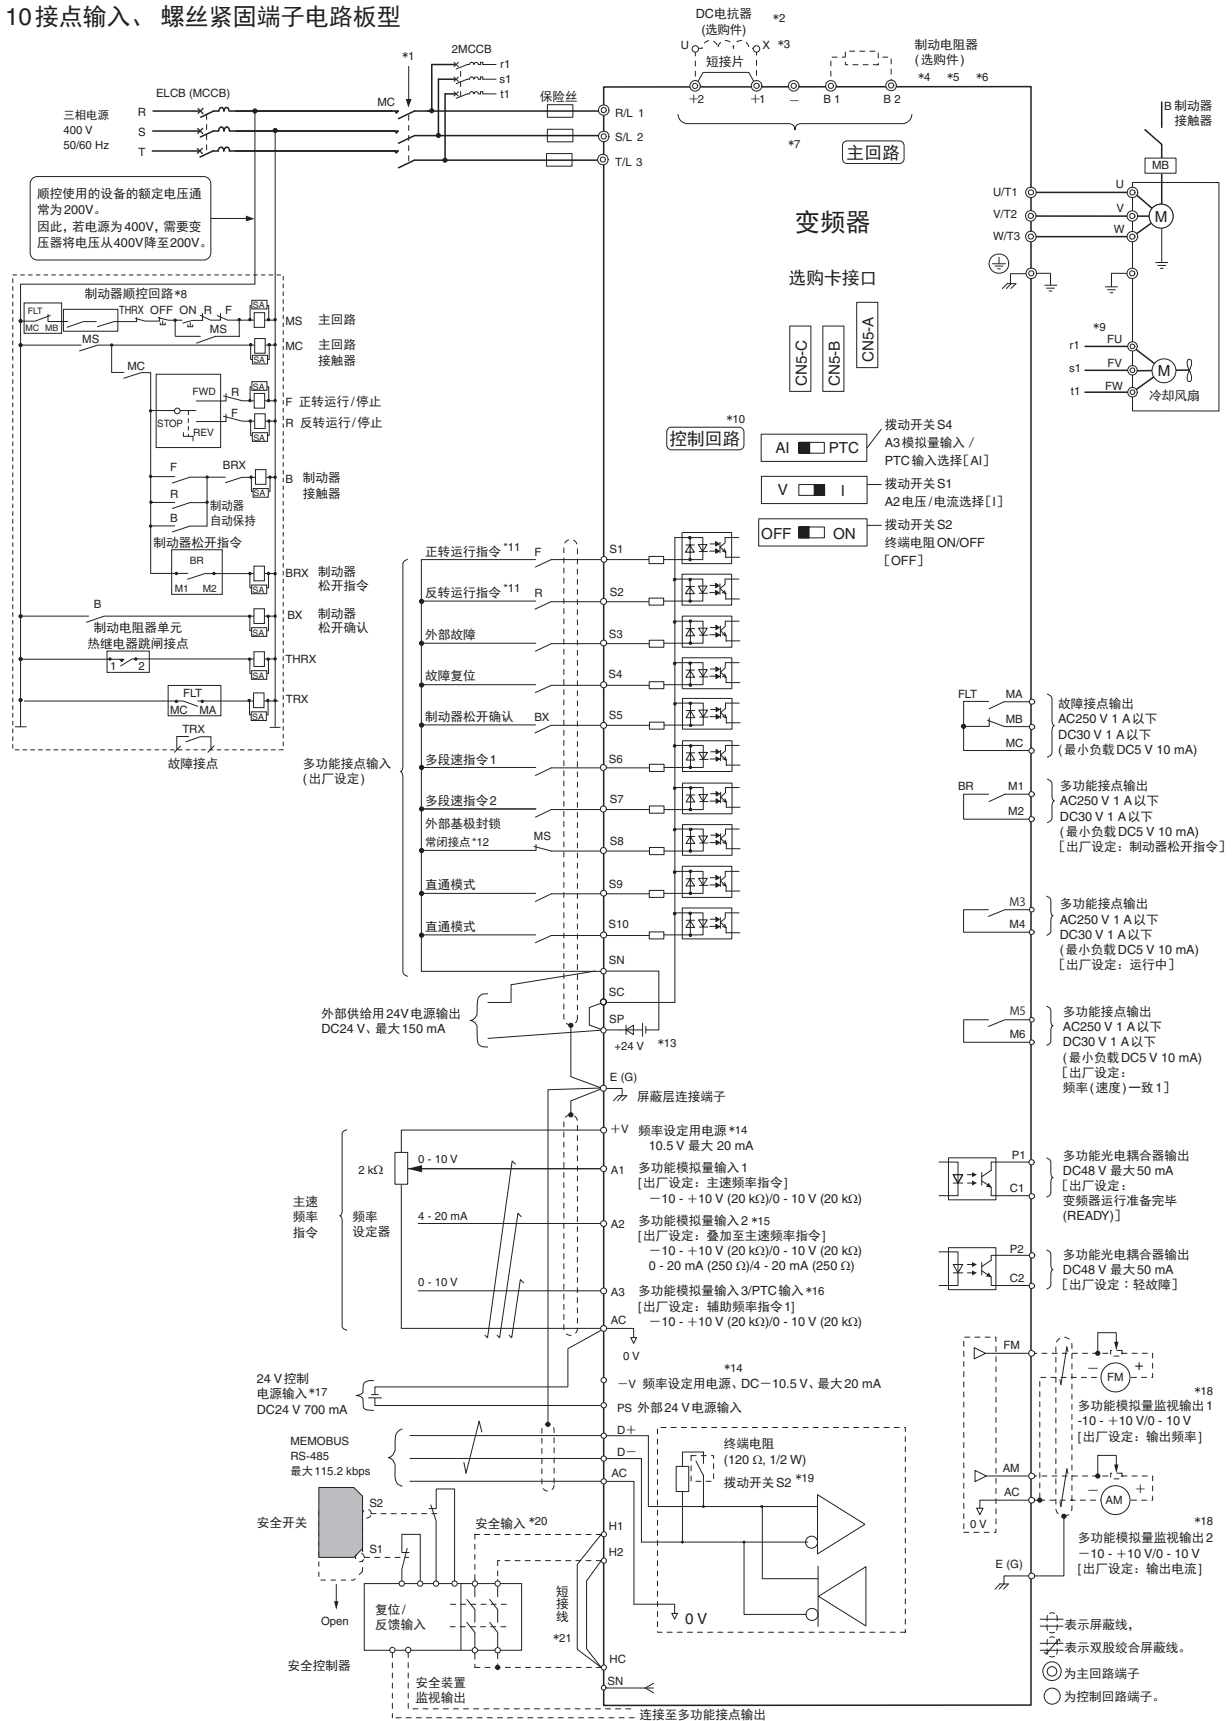 10接点输入、 螺丝紧固端子电路板型
DC电抗器
(选购件)
*2
U
X
*3
短接片
制动电阻器
(选购件)
*4 *5 *6
+2
+1
−
B 1
B 2
*7
主回路
*1
2MCCB
r1
s1
t1
ELCB (MCCB)
MC
保险丝
三相电源
400 V
50/60 Hz
R
S
T
R/L 1
S/L 2
T/L 3
B 制动器
接触器
MB
顺控使用的设备的额定电压通
常为200V。
因此，若电源为400V，需要变
压器将电压从400V降至200V。
变频器
选购卡接口
U/T1
V/T2
W/T3
U
V
W
M
CN5-C
CN5-B
CN5-A
*9
r1
s1
t1
FU
FV
FW
M
冷却风扇
制动器顺控回路*8
FLT
MC MB
THRX
OFF
ON
R
F
MS
SA
MS 主回路
MS
SA
MC 主回路
接触器
MC
FWD
STOP
REV
R
F
SA
F 正转运行/停止
R 反转运行/停止
SA
F
BRX
R
B
SA
B 制动器
接触器
制动器
自动保持
制动器松开指令
BR
M1 M2
SA
BRX 制动器
松开指令
B
SA
BX 制动器
松开确认
制动电阻器单元
热继电器跳闸接点
1 2
SA
THRX
FLT
MC MA
SA
TRX
TRX
故障接点
*10
控制回路
AI PTC
拨动开关S4
A3模拟量输入 /
PTC输入选择［AI］
V I
拨动开关S1
A2电压/电流选择［I］
OFF ON
拨动开关S2
终端电阻ON/OFF
［OFF］
多功能接点输入
(出厂设定)
正转运行指令 *11 F S1
反转运行指令 *11 R S2
外部故障 S3
故障复位 S4
制动器松开确认 BX S5
多段速指令1 S6
多段速指令2 S7
外部基极封锁
常闭接点*12 MS S8
直通模式 S9
直通模式 S10
SN
SC
SP
外部供给用24V电源输出
DC24 V、最大150 mA
+24 V *13
E (G)
屏蔽层连接端子
FLT
MA
MB
MC
故障接点输出
AC250 V 1 A以下
DC30 V 1 A以下
(最小负载DC5 V 10 mA)
BR
M1
M2
多功能接点输出
AC250 V 1 A以下
DC30 V 1 A以下
(最小负载DC5 V 10 mA)
［出厂设定：制动器松开指令］
M3
M4
多功能接点输出
AC250 V 1 A以下
DC30 V 1 A以下
(最小负载DC5 V 10 mA)
［出厂设定：运行中］
M5
M6
多功能接点输出
AC250 V 1 A以下
DC30 V 1 A以下
(最小负载DC5 V 10 mA)
［出厂设定：
频率(速度)一致1］
主速
频率
指令
频率
设定器
2 kΩ
0 - 10 V
4 - 20 mA
0 - 10 V
+V 频率设定用电源*14
10.5 V 最大 20 mA
A1 多功能模拟量输入1
[出厂设定：主速频率指令]
−10 - +10 V (20 kΩ)/0 - 10 V (20 kΩ)
A2 多功能模拟量输入2 *15
[出厂设定：叠加至主速频率指令]
−10 - +10 V (20 kΩ)/0 - 10 V (20 kΩ)
0 - 20 mA (250 Ω)/4 - 20 mA (250 Ω)
A3 多功能模拟量输入3/PTC输入 *16
[出厂设定：辅助频率指令1]
−10 - +10 V (20 kΩ)/0 - 10 V (20 kΩ)
AC
0 V
P1
C1
多功能光电耦合器输出
DC48 V 最大50 mA
［出厂设定：
变频器运行准备完毕
(READY)］
P2
C2
多功能光电耦合器输出
DC48 V 最大50 mA
［出厂设定：轻故障］
24 V控制
电源输入*17
DC24 V 700 mA
*14
−V 频率设定用电源、DC−10.5 V、最大20 mA
PS 外部24 V电源输入
MEMOBUS
RS-485
最大115.2 kbps
D+
D−
AC
终端电阻
(120 Ω, 1/2 W)
拨动开关S2 *19
0 V
FM
− +
FM
*18
多功能模拟量监视输出1
-10 - +10 V/0 - 10 V
[出厂设定：输出频率]
AM
AC
0 V
− +
AM
*18
多功能模拟量监视输出2
−10 - +10 V/0 - 10 V
[出厂设定：输出电流]
E (G)
安全开关
S2
S1
Open
安全输入*20
H1
H2
复位/
反馈输入
短接线
*21
HC
SN
安全控制器
安全装置
监视输出
连接至多功能接点输出
表示屏蔽线，
表示双股绞合屏蔽线。
为主回路端子
为控制回路端子。